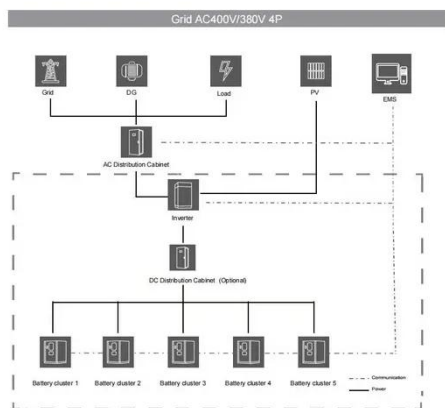 Grid AC400V/380V 4P
Grid
DG
Load
PV
EMS
AC Distribution Cabinet
Inverter
DC Distribution Cabinet (Optional)
Battery cluster 1
Battery cluster 2
Battery cluster 3
Battery cluster 4
Battery cluster 5
Communication
Power